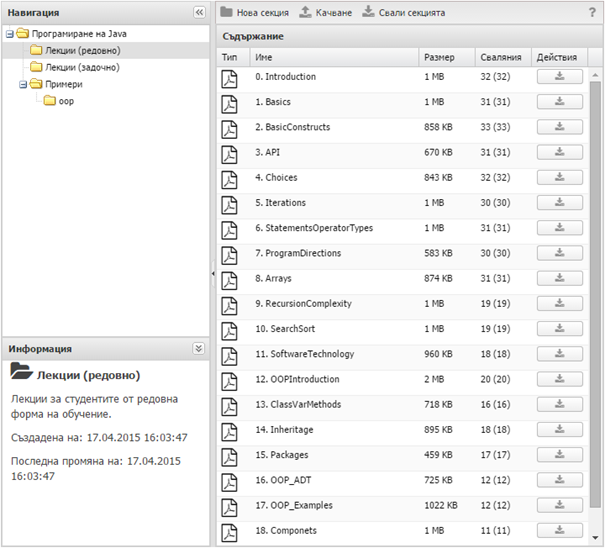 Навигация
Програмиране на Java
Лекции (редовно)
Лекции (задочно)
Примери
oop
Информация
Лекции (редовно)
Лекции за студентите от редовна
форма на обучение.
Създадена на: 17.04.2015 16:03:47
Последна промяна на: 17.04.2015
16:03:47
Нова секция Качване Свали секцията ?
Съдържание
Тип Име Размер Сваляния Действия
0. Introduction 1 MB 32 (32)
1. Basics 1 MB 31 (31)
2. BasicConstructs 858 KB 33 (33)
3. API 670 KB 31 (31)
4. Choices 843 KB 32 (32)
5. Iterations 1 MB 30 (30)
6. StatementsOperatorTypes 1 MB 31 (31)
7. ProgramDirections 583 KB 30 (30)
8. Arrays 874 KB 31 (31)
9. RecursionComplexity 1 MB 19 (19)
10. SearchSort 1 MB 19 (19)
11. SoftwareTechnology 960 KB 18 (18)
12. OOPIntroduction 2 MB 20 (20)
13. ClassVarMethods 718 KB 16 (16)
14. Inheritage 895 KB 18 (18)
15. Packages 459 KB 17 (17)
16. OOP_ADT 725 KB 12 (12)
17. OOP_Examples 1022 KB 12 (12)
18. Componets 1 MB 11 (11)